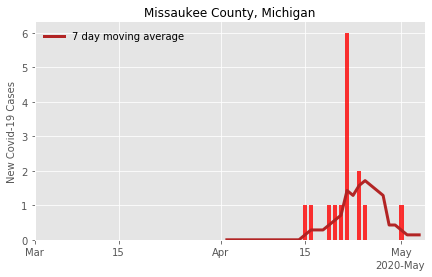 Missaukee County, Michigan
7 day moving average
New Covid-19 Cases
6
5
4
3
2
1
0
Mar 15 Apr 15 May
2020-May